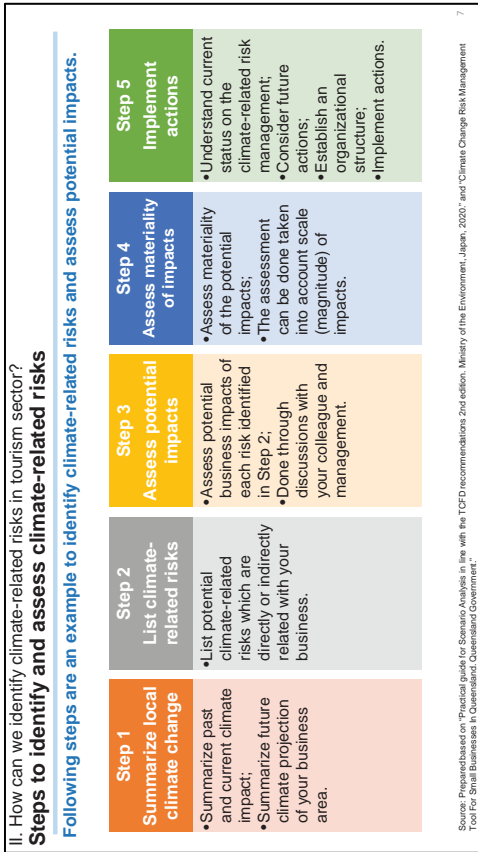 II. How can we identify climate-related risks in tourism sector?
Steps to identify and assess climate-related risks
Following steps are an example to identify climate-related risks and assess potential impacts.
Step 1
Summarize local
climate change
•Summarize past
and current climate
impact;
•Summarize future
climate projection
of your business
area.
Step 2
List climate-
related risks
•List potential
climate-related
risks which are
directly or indirectly
related with your
business.
Step 3
Assess potential
impacts
•Assess potential
business impacts of
each risk identified
in Step 2;
•Done through
discussions with
your colleague and
management.
Step 4
Assess materiality
of impacts
•Assess materiality
of the potential
impacts;
•The assessment
can be done taken
into account scale
(magnitude) of
impacts.
Step 5
Implement
actions
•Understand current
status on the
climate-related risk
management;
•Consider future
actions;
•Establish an
organizational
structure;
•Implement actions.
Source: Prepared based on "Practical guide for Scenario Analysis in line with the TCFD recommendations 2nd edition. Ministry of the Environment, Japan, 2020." and "Climate Change Risk Management
Tool For Small Businesses In Queensland. Queensland Government."
7